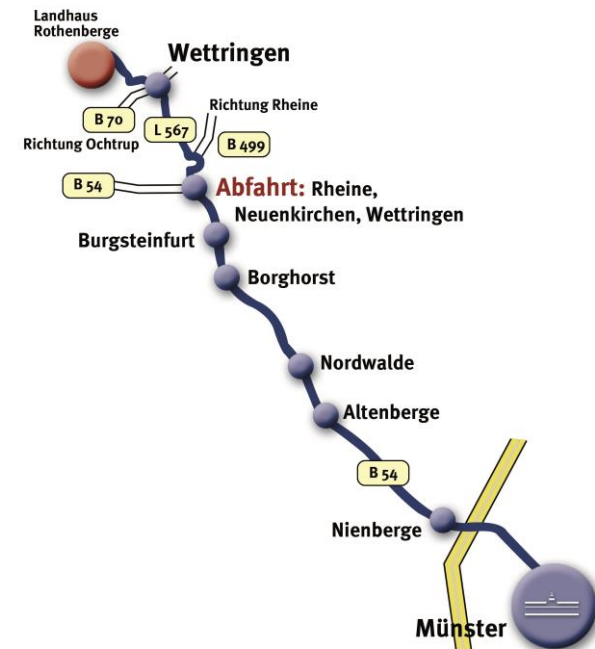 Landhaus
Rothenberge
Wettringen
Richtung Rheine
B 70
L 567
Richtung Ochtrup
B 499
B 54
Abfahrt: Rheine,
Neuenkirchen, Wettringen
Burgsteinfurt
Borghorst
Nordwalde
Altenberge
B 54
Nienberge
Münster